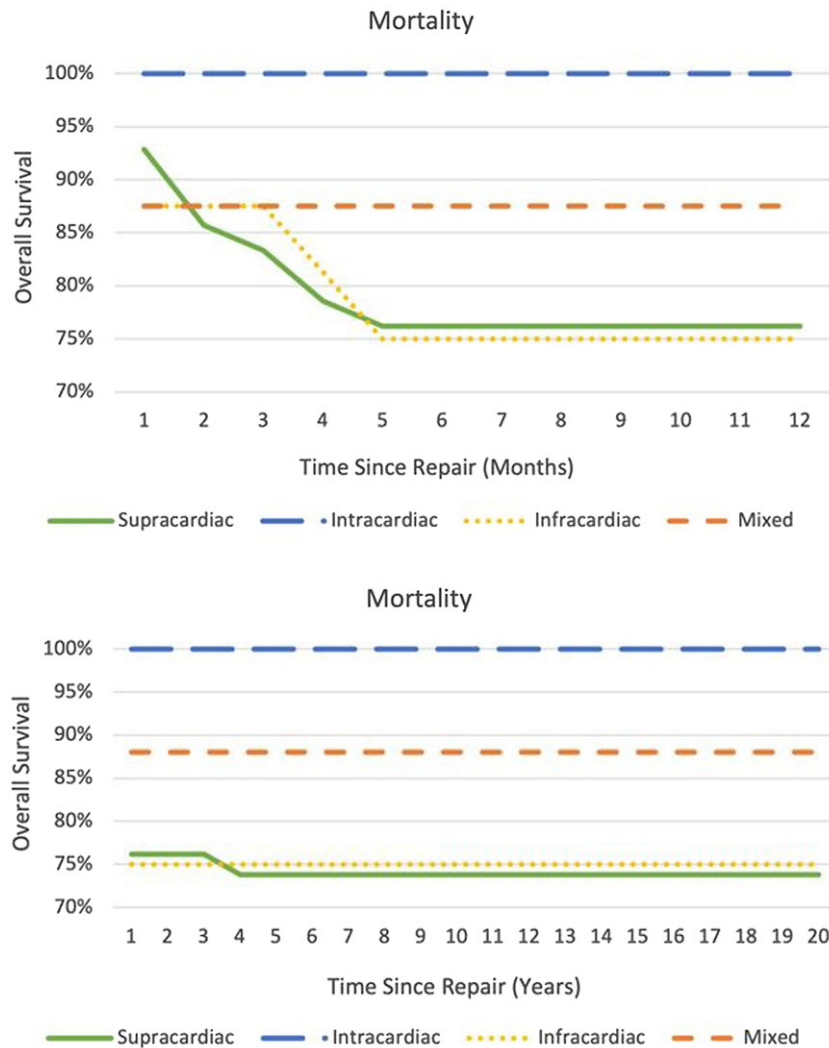 Mortality
100%
95%
90%
85%
80%
75%
70%
Overall Survival
1 2 3 4 5 6 7 8 9 10 11 12
Time Since Repair (Months)
Supracardiac Intracardiac Infracardiac Mixed
Mortality
100%
95%
90%
85%
80%
75%
70%
Overall Survival
1 2 3 4 5 6 7 8 9 10 11 12 13 14 15 16 17 18 19 20
Time Since Repair (Years)
Supracardiac Intracardiac Infracardiac Mixed